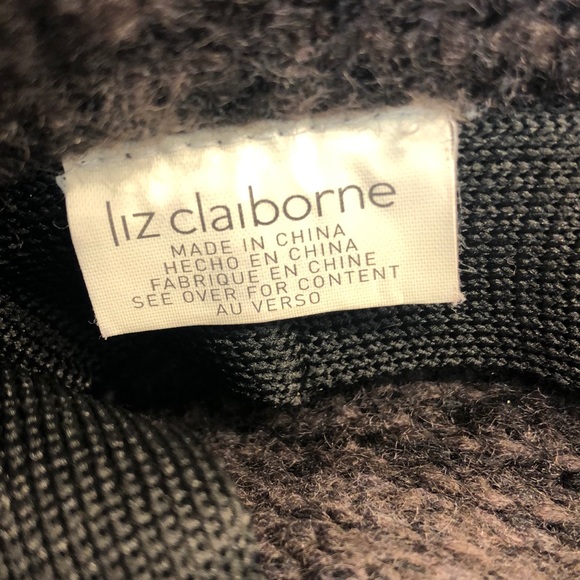 liz claiborne
MADE IN CHINA
HECHO EN CHINA
FABRIQUE EN CHINE
SEE OVER FOR CONTENT
AU VERSO